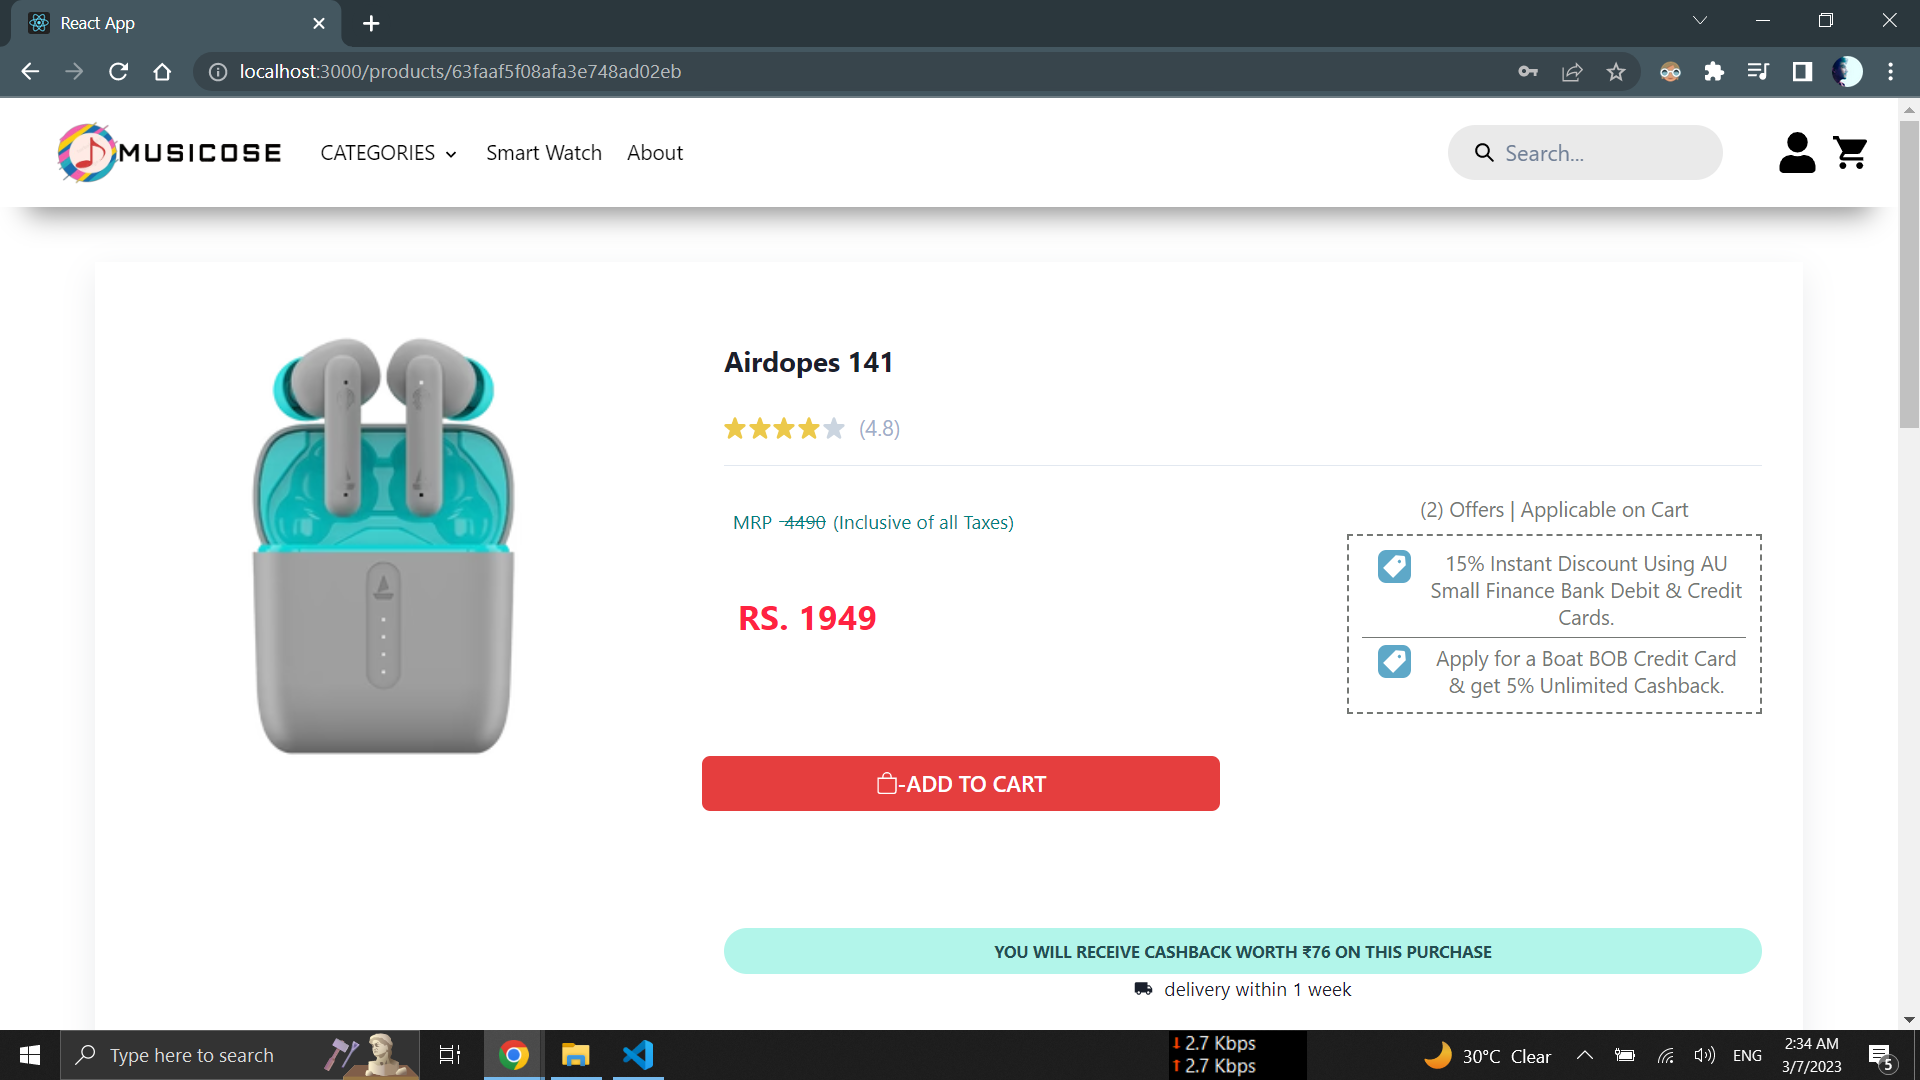 React App
localhost:3000/products/63faaf5f08afa3e748ad02eb
MUSICOSE
CATEGORIES
Smart Watch
About
Search...
Airdopes 141
(4.8)
MRP 4490 (Inclusive of all Taxes)
RS. 1949
(2) Offers | Applicable on Cart
15% Instant Discount Using AU
Small Finance Bank Debit & Credit
Cards.
Apply for a Boat BOB Credit Card
& get 5% Unlimited Cashback.
-ADD TO CART
YOU WILL RECEIVE CASHBACK WORTH ₹76 ON THIS PURCHASE
delivery within 1 week
Type here to search
2.7 Kbps
2.7 Kbps
30°C Clear
ENG
2:34 AM
3/7/2023
5